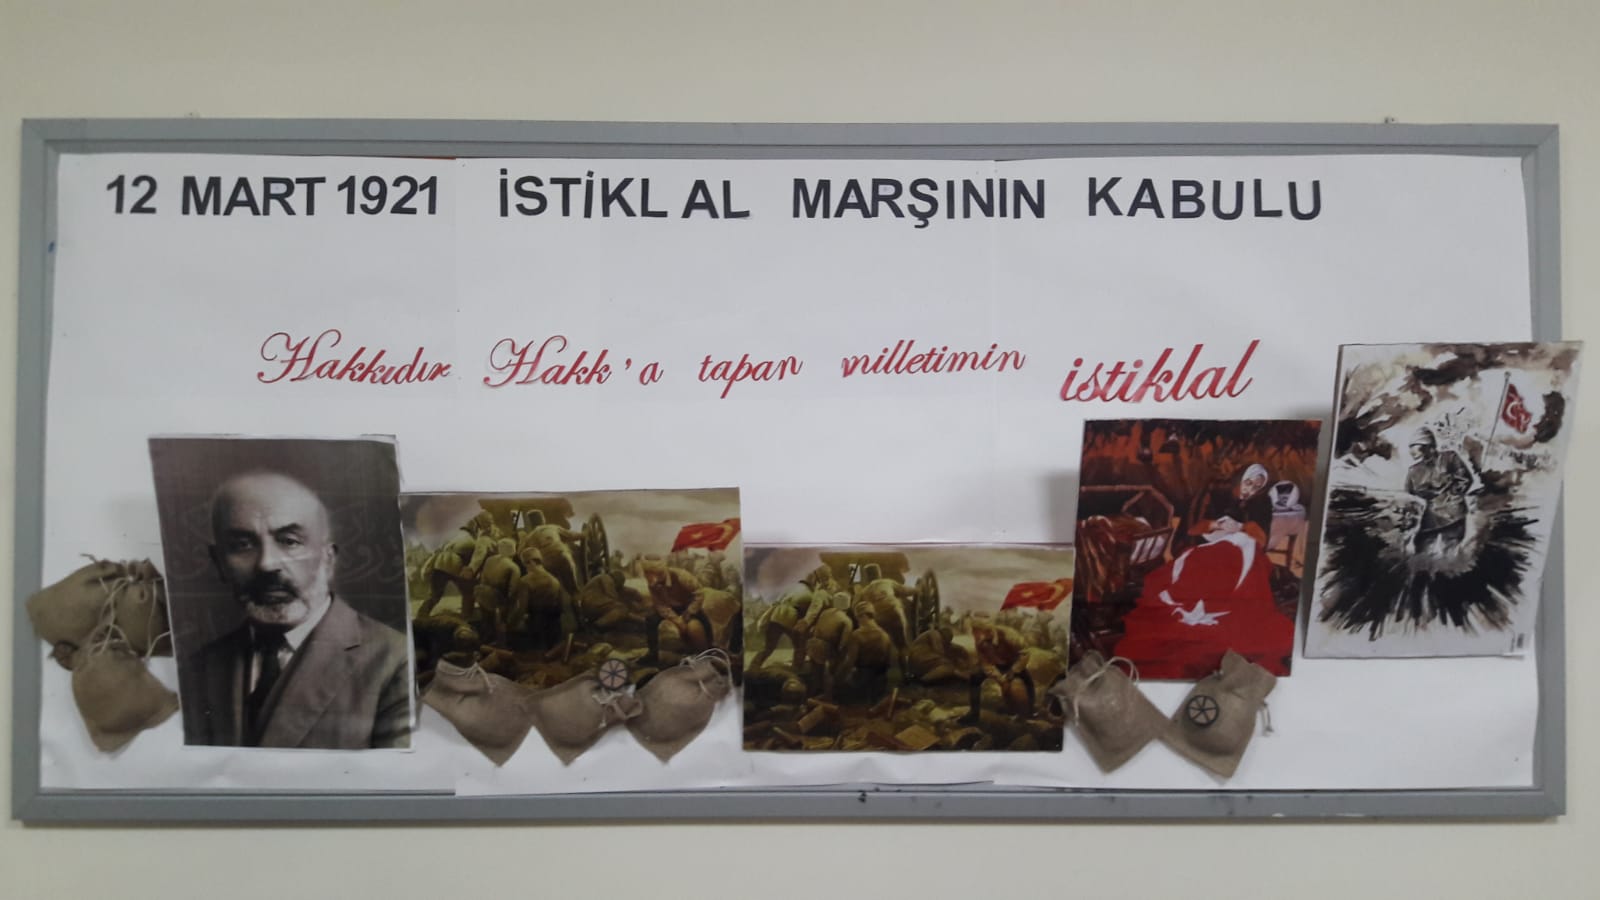 12 MART 1921 İSTİKLAL MARŞININ KABULU
Hakkıdır Hakk'a tapan milletimin istiklal